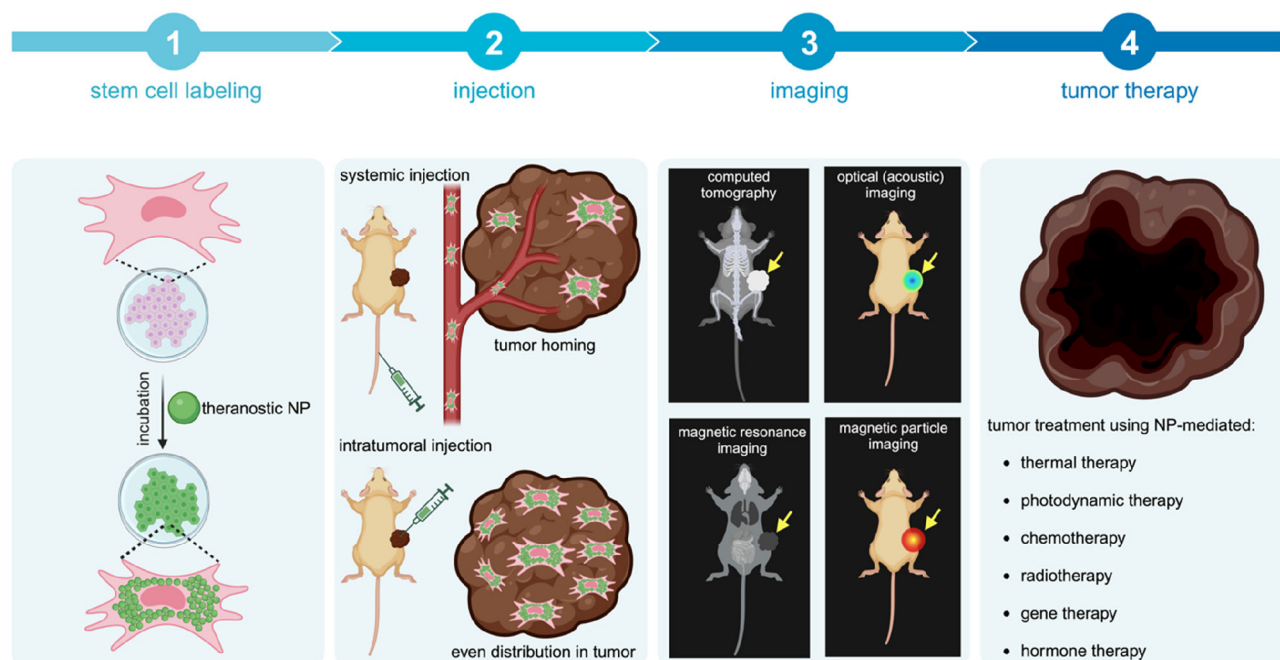 1
stem cell labeling
2
injection
3
imaging
4
tumor therapy
incubation
theranostic NP
systemic injection
tumor homing
intratumoral injection
even distribution in tumor
computed
tomography
optical (acoustic)
imaging
magnetic resonance
imaging
magnetic particle
imaging
tumor treatment using NP-mediated:
• thermal therapy
• photodynamic therapy
• chemotherapy
• radiotherapy
• gene therapy
• hormone therapy